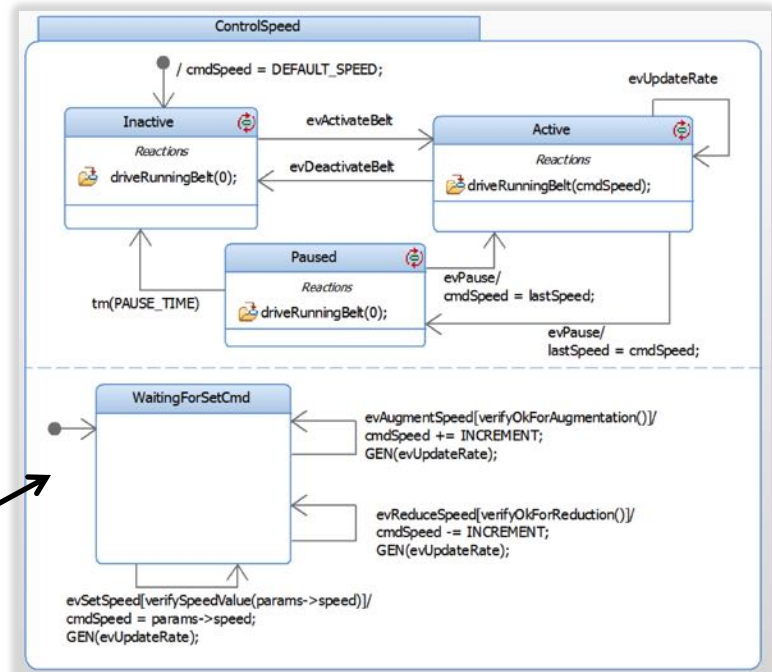 ControlSpeed
/ cmdSpeed = DEFAULT_SPEED;
evUpdateRate
Inactive
Reactions
driveRunningBelt(0);
evActivateBelt
evDeactivateBelt
Active
Reactions
driveRunningBelt(cmdSpeed);
Paused
Reactions
driveRunningBelt(0);
tm(PAUSE_TIME)
evPause/
cmdSpeed = lastSpeed;
evPause/
lastSpeed = cmdSpeed;
WaitingForSetCmd
evAugmentSpeed[verifyOkForAugmentation()]/
cmdSpeed += INCREMENT;
GEN(evUpdateRate);
evReduceSpeed[verifyOkForReduction()]/
cmdSpeed -= INCREMENT;
GEN(evUpdateRate);
evSetSpeed[verifySpeedValue(params->speed)]/
cmdSpeed = params->speed;
GEN(evUpdateRate);